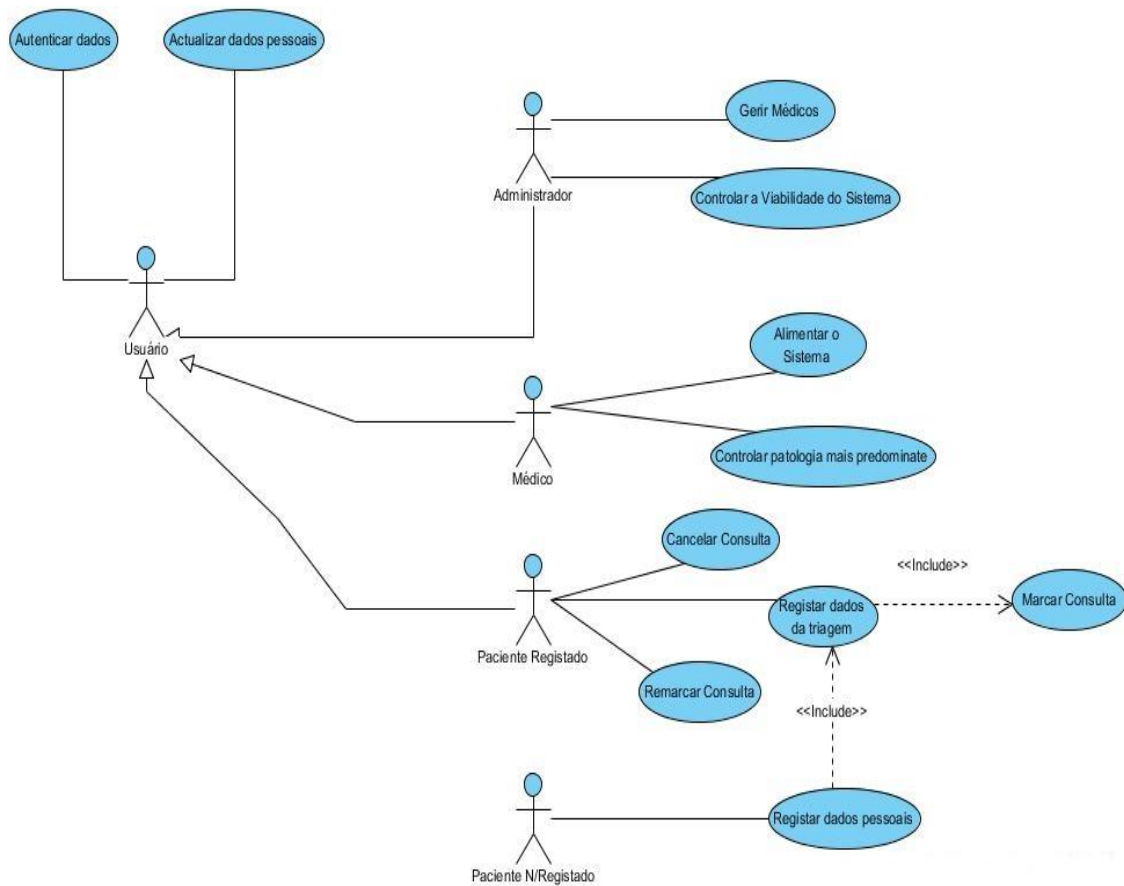 Autenticar dados
Actualizar dados pessoais
Gerir Médicos
Administrador
Controlar a Viabilidade do Sistema
Usuário
Alimentar o
Sistema
Médico
Controlar patologia mais predominate
Cancelar Consulta
<<Include>>
Registar dados
da triagem
Marcar Consulta
Paciente Registado
Remarcar Consulta
<<Include>>
Registar dados pessoais
Paciente N/Registado